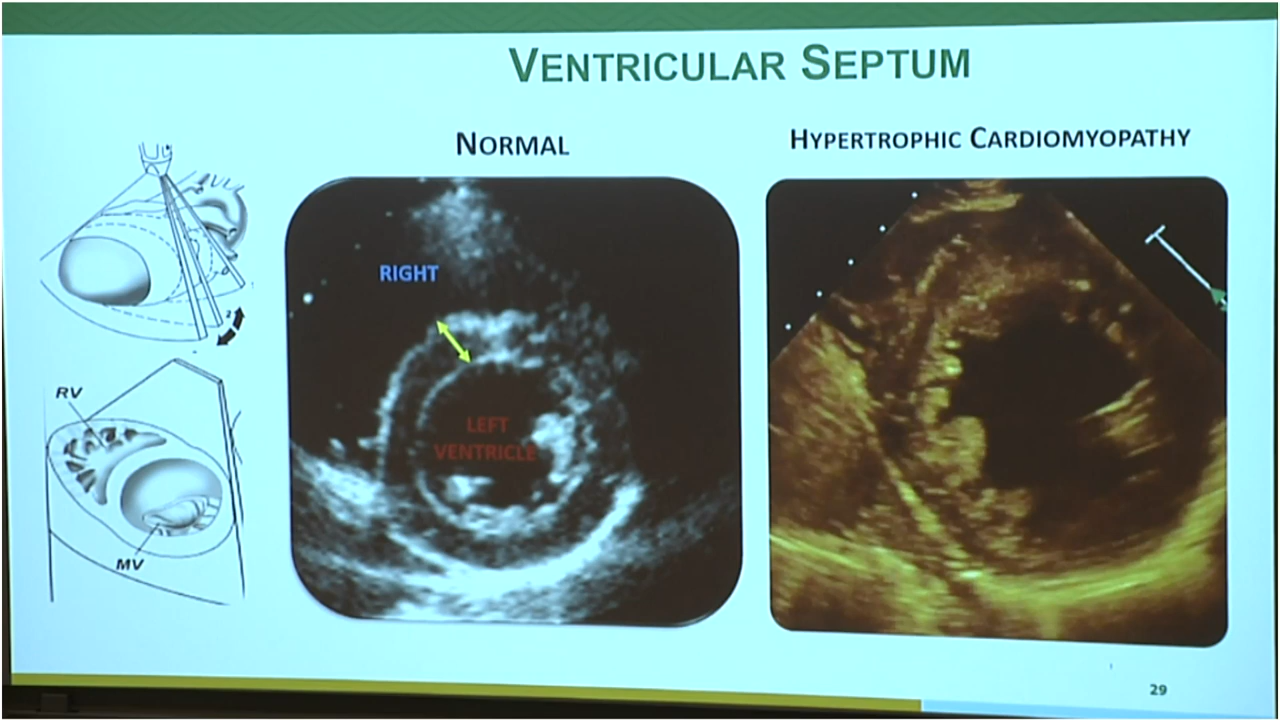 VENTRICULAR SEPTUM
NORMAL
HYPERTROPHIC CARDIOMYOPATHY
RIGHT
LEFT
VENTRICLE
RV
MV
29